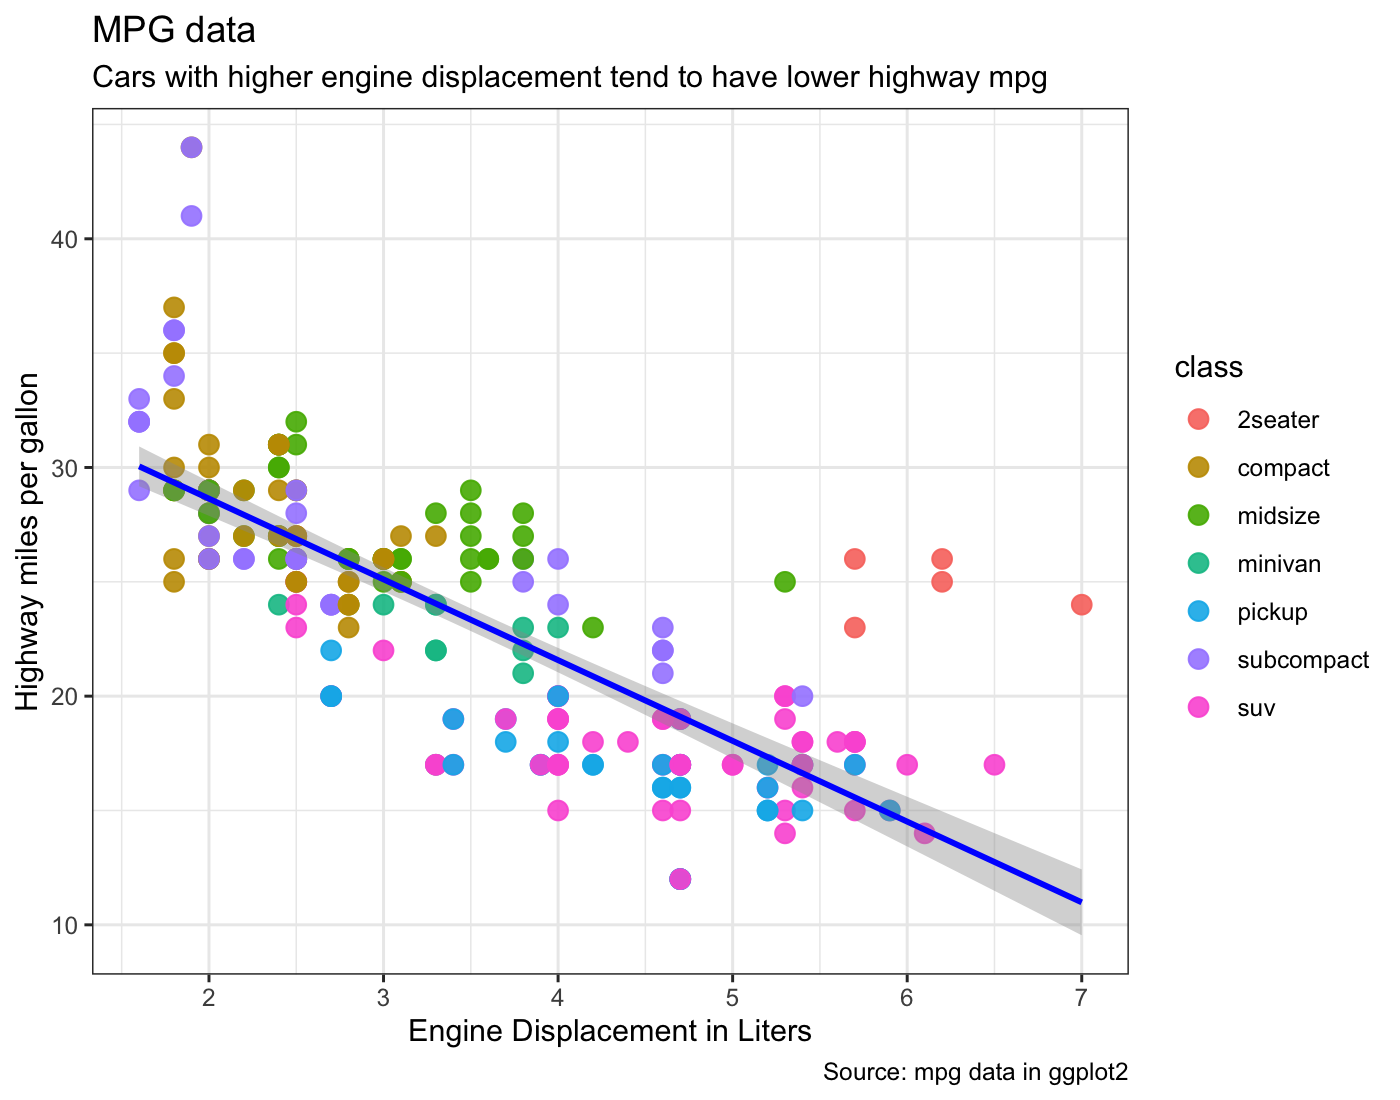 MPG data
Cars with higher engine displacement tend to have lower highway mpg
Highway miles per gallon
40
30
20
10
2 3 4 5 6 7
Engine Displacement in Liters
class
2seater
compact
midsize
minivan
pickup
subcompact
suv
Source: mpg data in ggplot2